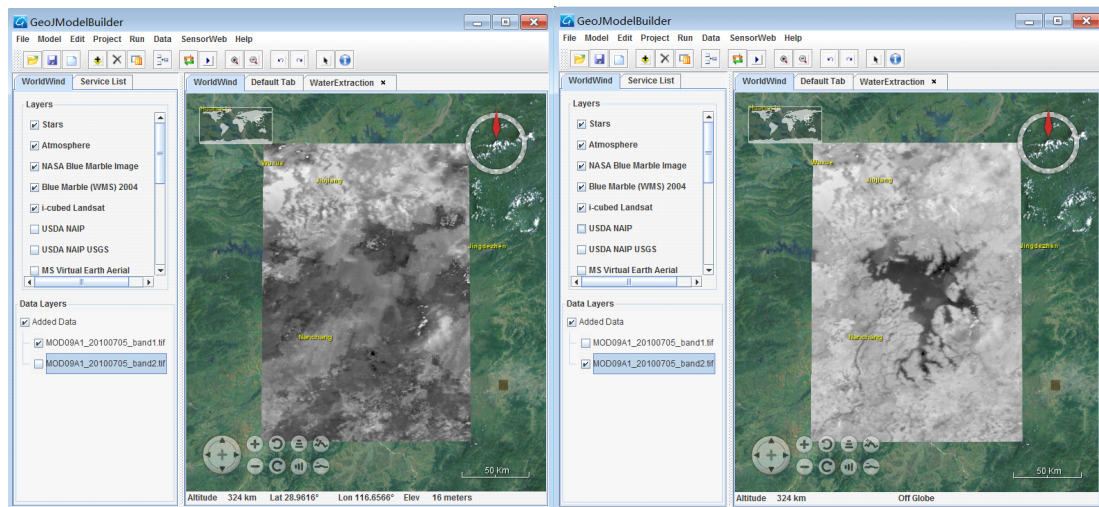 GeoJModelBuilder
File Model Edit Project Run Data SensorWeb Help
WorldWind Service List
Layers
Stars
Atmosphere
NASA Blue Marble Image
Blue Marble (WMS) 2004
i-cubed Landsat
USDA NAIP
USDA NAIP USGS
MS Virtual Earth Aerial
Data Layers
Added Data
MOD09A1_20100705_band1.tif
MOD09A1_20100705_band2.tif
WorldWind Default Tab WaterExtraction ×
Wuxue
Jiujiang
Jingdezhen
Nanchang
50 Km
Altitude 324 km Lat 28.9616° Lon 116.6566° Elev 16 meters
GeoJModelBuilder
File Model Edit Project Run Data SensorWeb Help
WorldWind Service List
Layers
Stars
Atmosphere
NASA Blue Marble Image
Blue Marble (WMS) 2004
i-cubed Landsat
USDA NAIP
USDA NAIP USGS
MS Virtual Earth Aerial
Data Layers
Added Data
MOD09A1_20100705_band1.tif
MOD09A1_20100705_band2.tif
WorldWind Default Tab WaterExtraction ×
Wuxue
Jiujiang
Jingdezhen
Nanchang
50 Km
Altitude 324 km Off Globe